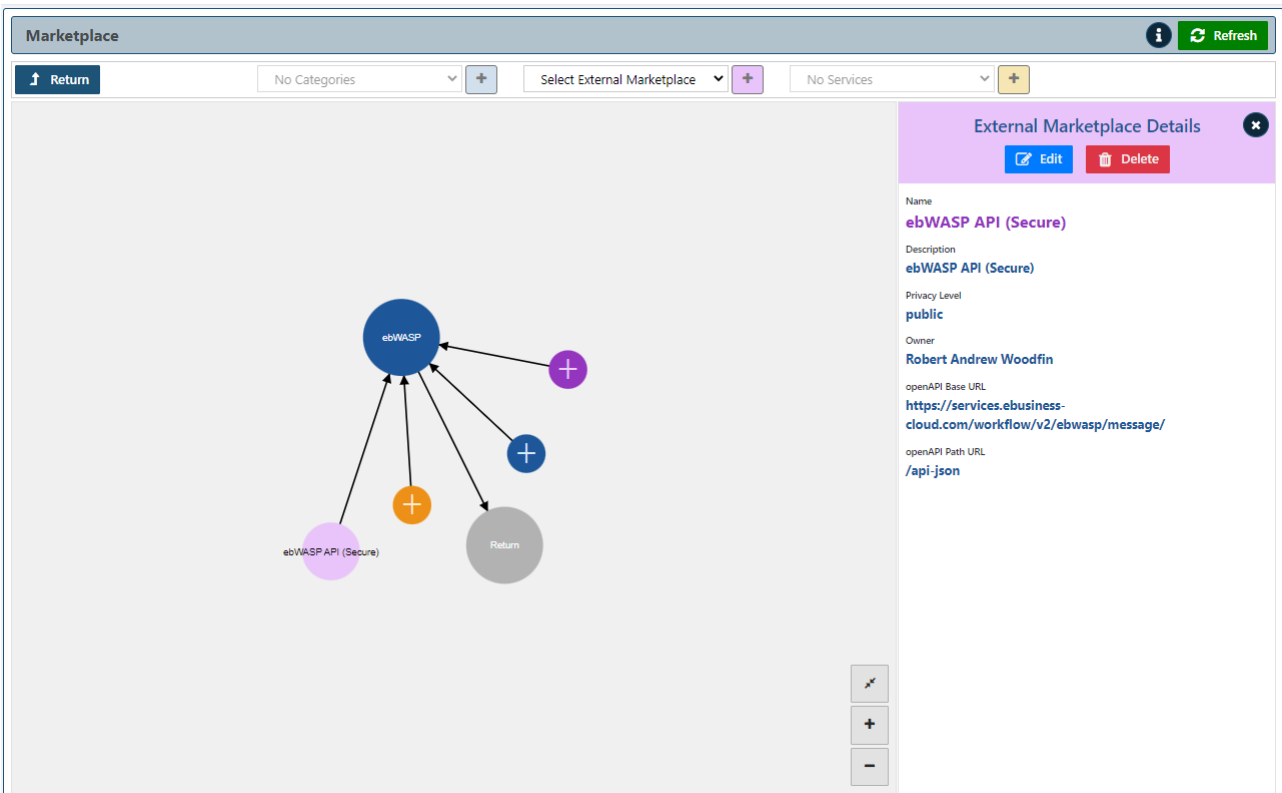 Marketplace
Refresh
Return
No Categories
+
Select External Marketplace
+
No Services
+
External Marketplace Details
Edit
Delete
Name
ebWASP API (Secure)
Description
ebWASP API (Secure)
Privacy Level
public
Owner
Robert Andrew Woodfin
openAPI Base URL
https://services.ebusiness-
cloud.com/workflow/v2/ebwasp/message/
openAPI Path URL
/api-json
ebWASP
ebWASP API (Secure)
Return